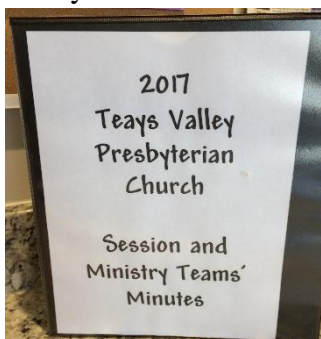 2017
Teays Valley
Presbyterian
Church
Session and
Ministry Teams'
Minutes